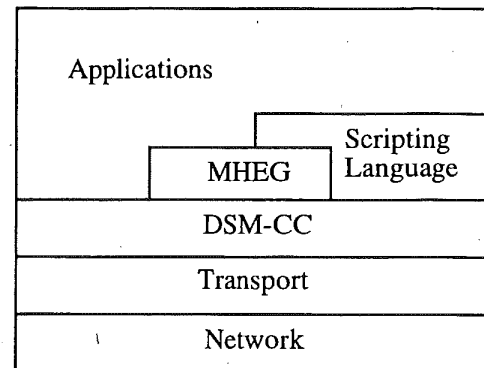 Applications
Scripting
Language
MHEG
DSM-CC
Transport
Network